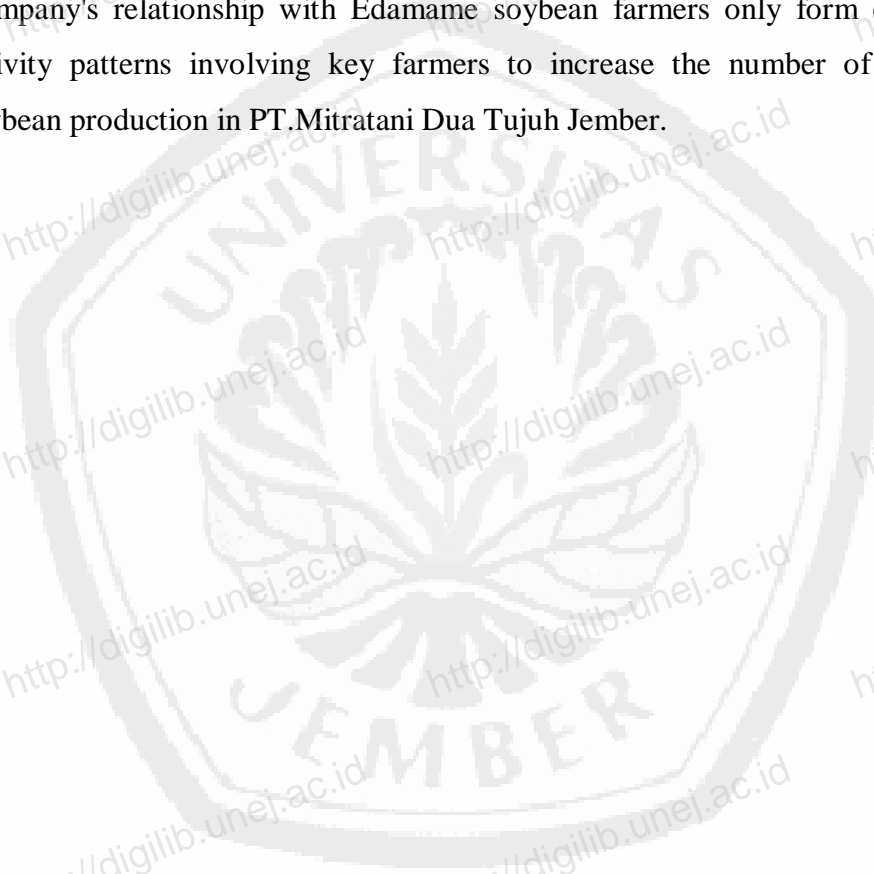 mpany's relationship with Edamame soybean farmers only form
ivity patterns involving key farmers to increase the number of
bean production in PT.Mitratani Dua Tujuh Jember.
http://digilib.unej.ac.id
http://digilib.unej.ac.id
UNIVERSITAS
http://digilib.unej.ac.id
http://digilib.unej.ac.id
http://digilib.unej.ac.id
http://digilib.unej.ac.id
JEMBER
http://digilib.unej.ac.id
http://digilib.unej.ac.id